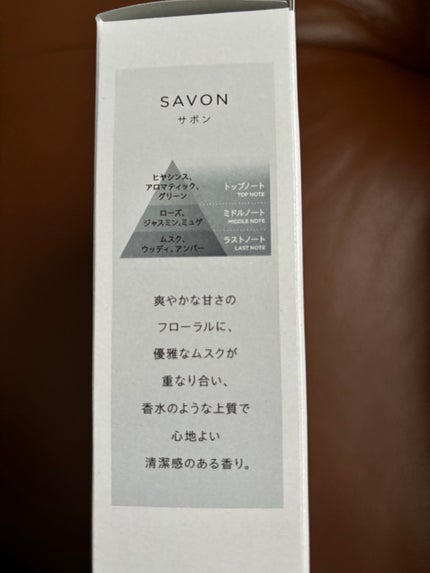 SAVON
サボン
ヒヤシンス、
アロマティック、
グリーン
トップノート
TOP NOTE
ローズ、
ジャスミン、ミュゲ
ミドルノート
MIDDLE NOTE
ムスク、
ウッディ、アンバー
ラストノート
LAST NOTE
爽やかな甘さの
フローラルに、
優雅なムスクが
重なり合い、
香水のような上質で
心地よい
清潔感のある香り。